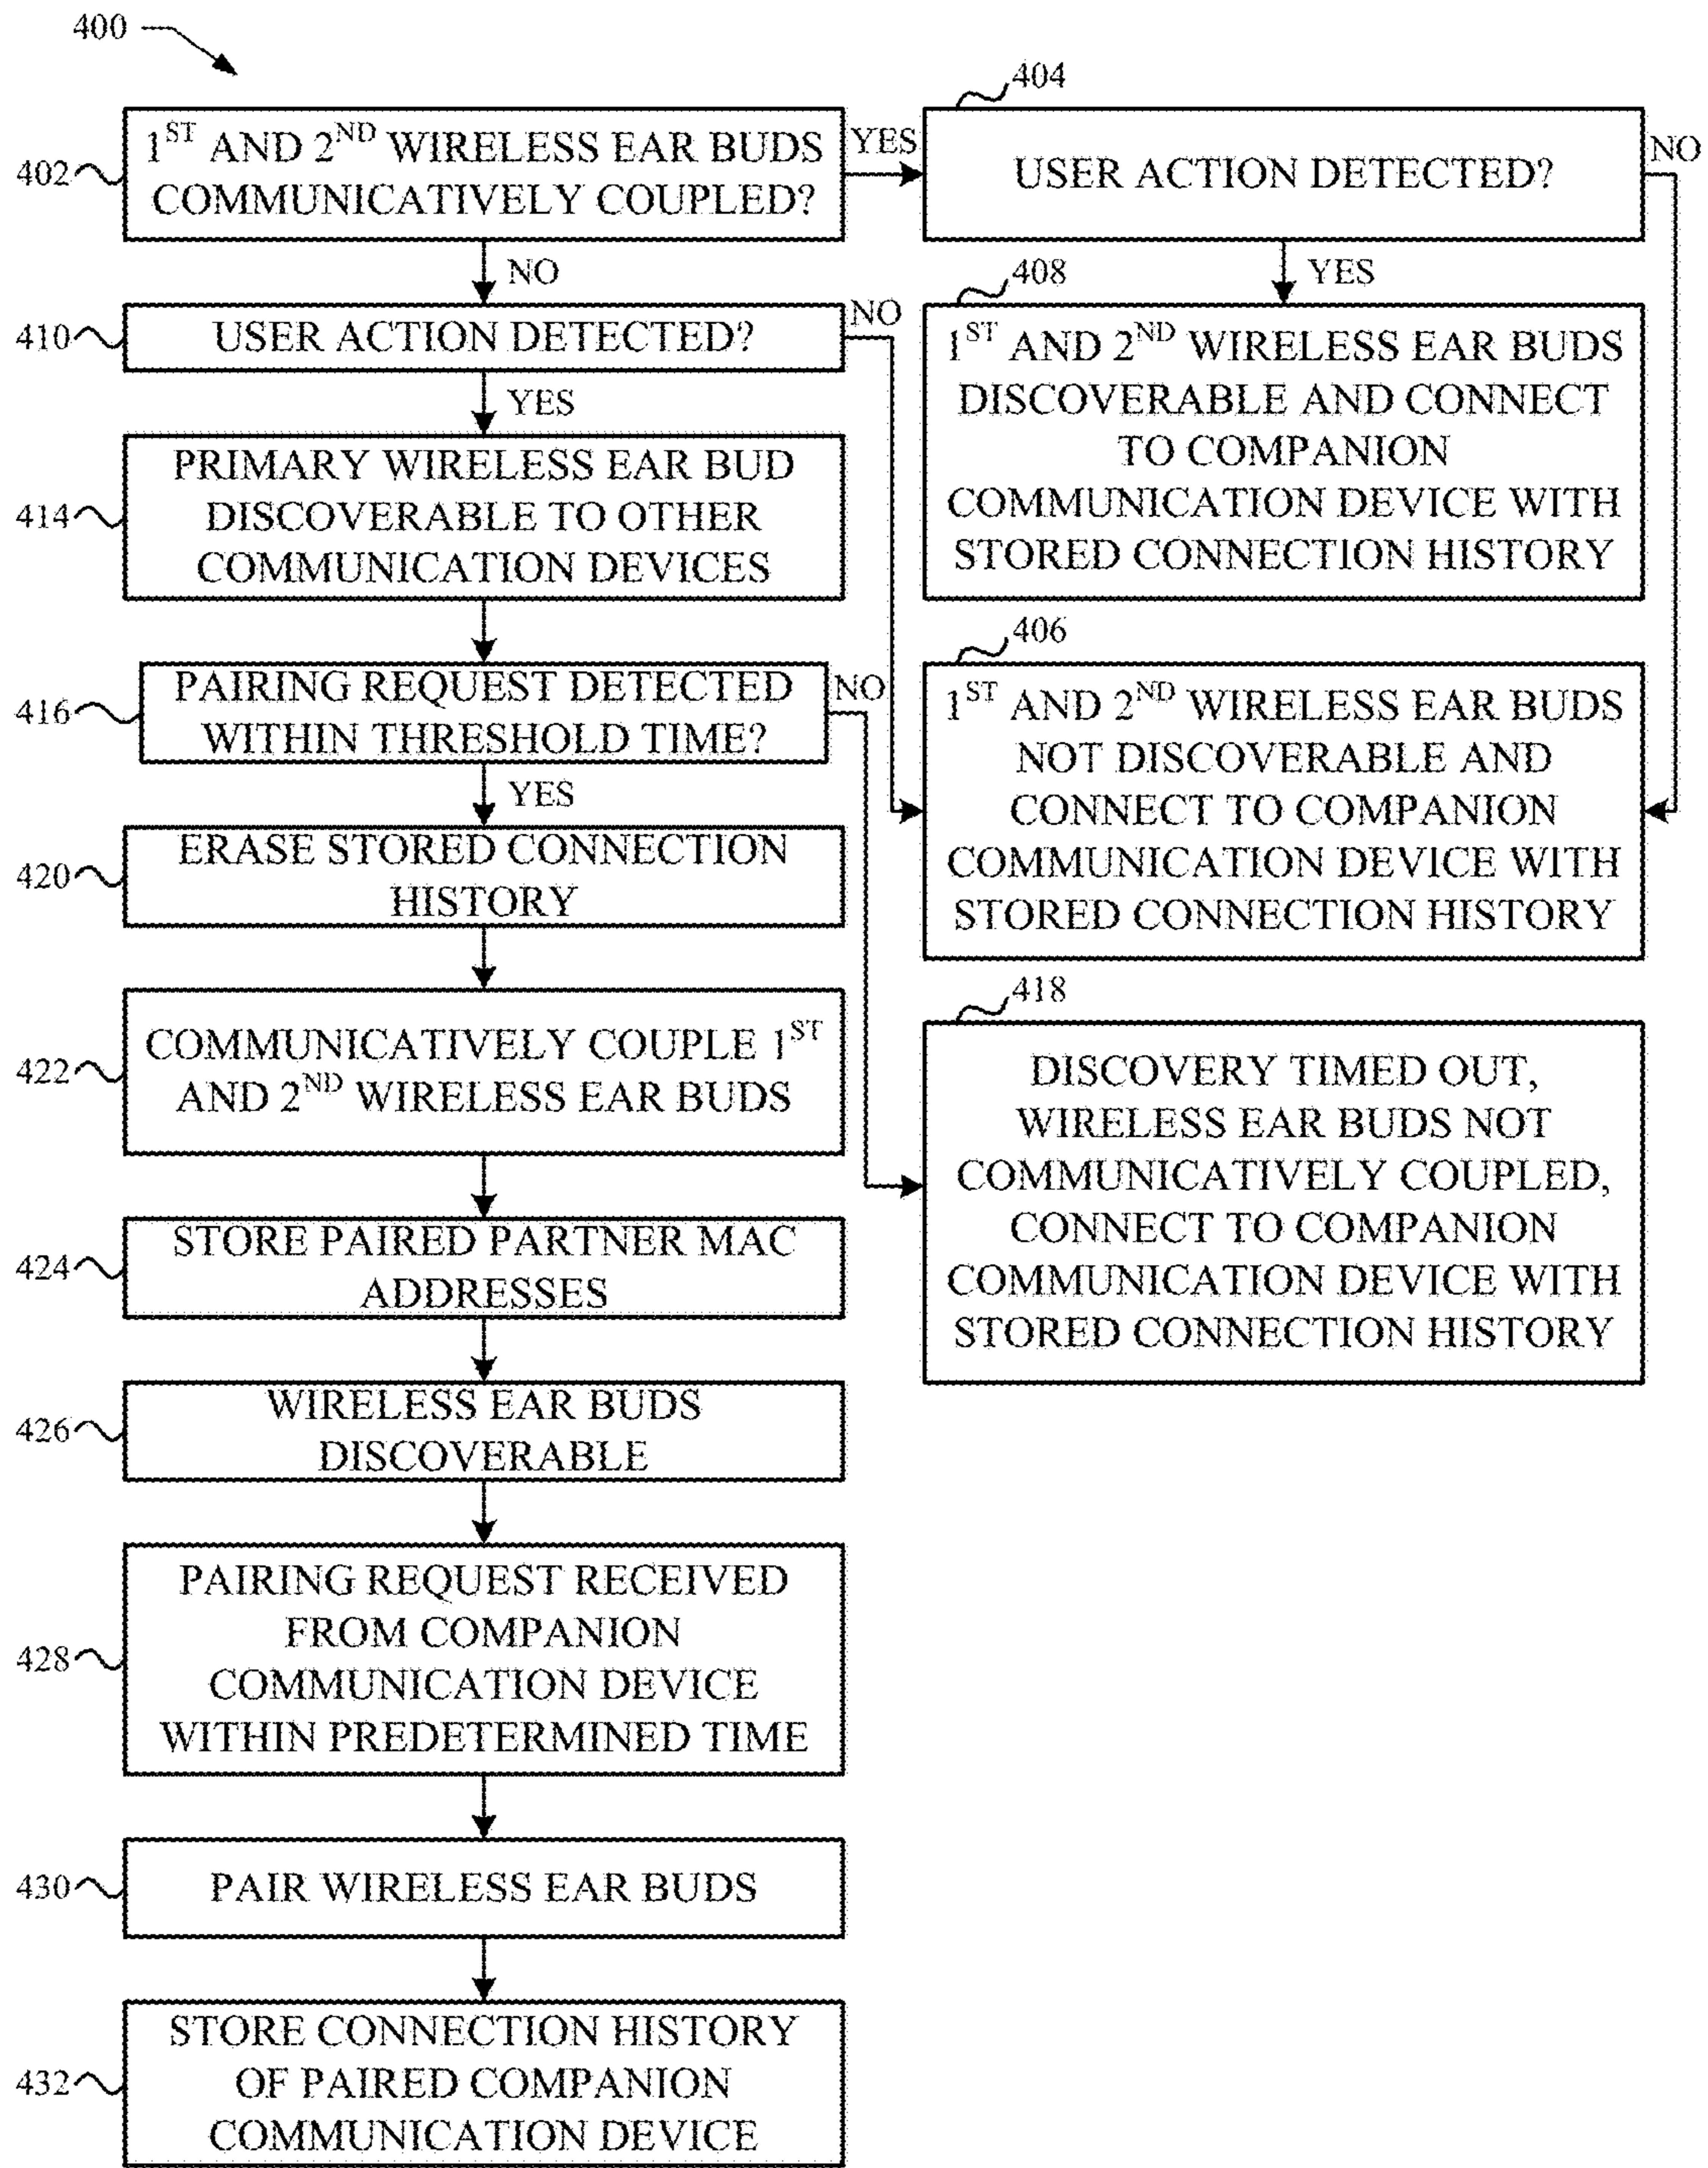 400
402
1ST AND 2ND WIRELESS EAR BUDS
COMMUNICATIVELY COUPLED?
YES
404
USER ACTION DETECTED?
NO
NO
YES
410
USER ACTION DETECTED?
NO
408
1ST AND 2ND WIRELESS EAR BUDS
DISCOVERABLE AND CONNECT
TO COMPANION
COMMUNICATION DEVICE WITH
STORED CONNECTION HISTORY
YES
414
PRIMARY WIRELESS EAR BUD
DISCOVERABLE TO OTHER
COMMUNICATION DEVICES
406
1ST AND 2ND WIRELESS EAR BUDS
NOT DISCOVERABLE AND
CONNECT TO COMPANION
COMMUNICATION DEVICE WITH
STORED CONNECTION HISTORY
416
PAIRING REQUEST DETECTED
WITHIN THRESHOLD TIME?
NO
YES
420
ERASE STORED CONNECTION
HISTORY
418
DISCOVERY TIMED OUT,
WIRELESS EAR BUDS NOT
COMMUNICATIVELY COUPLED,
CONNECT TO COMPANION
COMMUNICATION DEVICE WITH
STORED CONNECTION HISTORY
422
COMMUNICATIVELY COUPLE 1ST
AND 2ND WIRELESS EAR BUDS
424
STORE PAIRED PARTNER MAC
ADDRESSES
426
WIRELESS EAR BUDS
DISCOVERABLE
428
PAIRING REQUEST RECEIVED
FROM COMPANION
COMMUNICATION DEVICE
WITHIN PREDETERMINED TIME
430
PAIR WIRELESS EAR BUDS
432
STORE CONNECTION HISTORY
OF PAIRED COMPANION
COMMUNICATION DEVICE